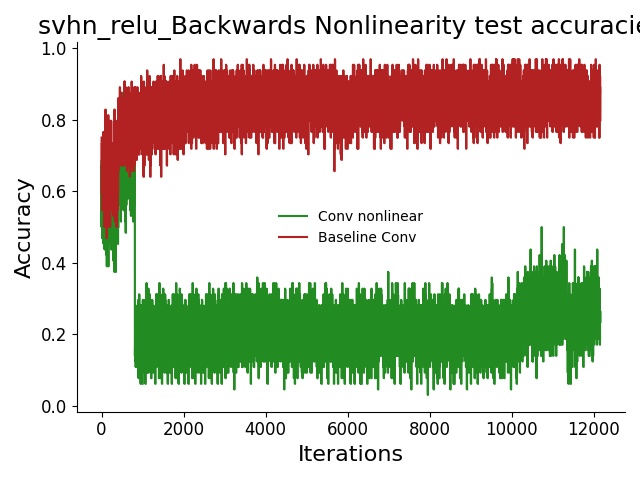 svhn_relu_Backwards Nonlinearity test accuracie
1.0
0.8
0.6
0.4
0.2
0.0
Accuracy
Conv nonlinear
Baseline Conv
0 2000 4000 6000 8000 10000 12000
Iterations